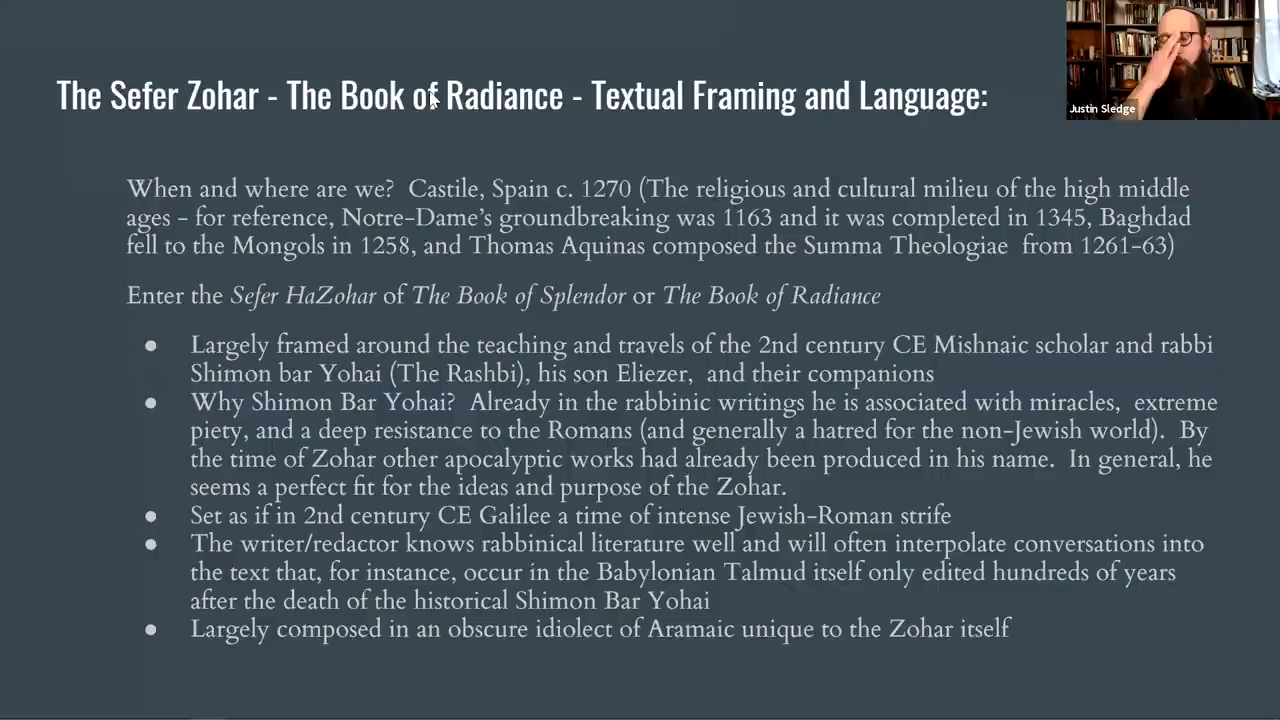 The Sefer Zohar - The Book of Radiance - Textual Framing and Language:
Justin Sledge
When and where are we?  Castile, Spain c. 1270 (The religious and cultural milieu of the high middle
ages - for reference, Notre-Dame's groundbreaking was 1163 and it was completed in 1345, Baghdad
fell to the Mongols in 1258, and Thomas Aquinas composed the Summa Theologiae  from 1261-63)
Enter the Sefer HaZohar of The Book of Splendor or The Book of Radiance
● Largely framed around the teaching and travels of the 2nd century CE Mishnaic scholar and rabbi
Shimon bar Yohai (The Rashbi), his son Eliezer,  and their companions
● Why Shimon Bar Yohai?  Already in the rabbinic writings he is associated with miracles,  extreme
piety, and a deep resistance to the Romans (and generally a hatred for the non-Jewish world).  By
the time of Zohar other apocalyptic works had already been produced in his name.  In general, he
seems a perfect fit for the ideas and purpose of the Zohar.
● Set as if in 2nd century CE Galilee a time of intense Jewish-Roman strife
● The writer/redactor knows rabbinical literature well and will often interpolate conversations into
the text that, for instance, occur in the Babylonian Talmud itself only edited hundreds of years
after the death of the historical Shimon Bar Yohai
● Largely composed in an obscure idiolect of Aramaic unique to the Zohar itself